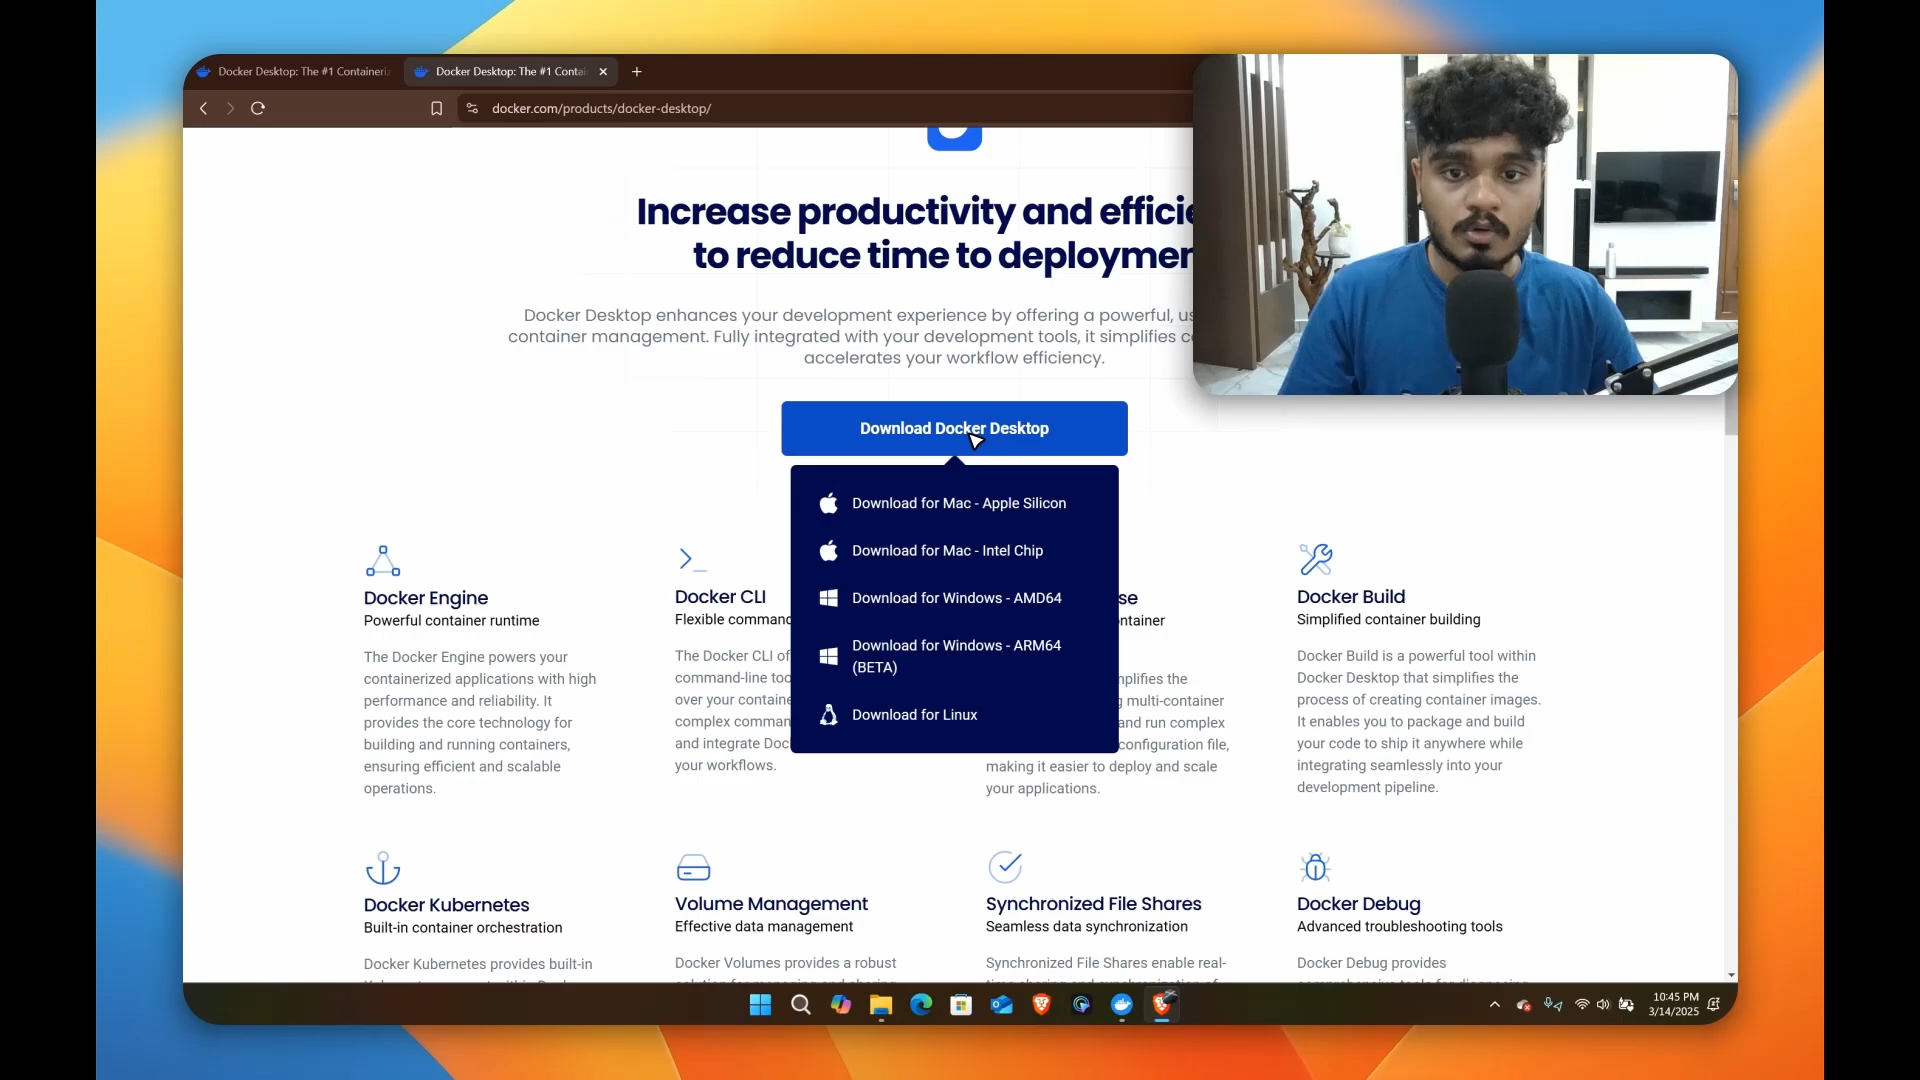 Docker Desktop: The #1 Containeri
Docker Desktop: The #1 Contai
docker.com/products/docker-desktop/
Increase productivity and efficie
to reduce time to deploymen
Docker Desktop enhances your development experience by offering a powerful, us
container management. Fully integrated with your development tools, it simplifies c
accelerates your workflow efficiency.
Download Docker Desktop
Download for Mac - Apple Silicon
Download for Mac - Intel Chip
Download for Windows - AMD64
Download for Windows - ARM64
(BETA)
Download for Linux
Docker Engine
Powerful container runtime
The Docker Engine powers your
containerized applications with high
performance and reliability. It
provides the core technology for
building and running containers,
ensuring efficient and scalable
operations.
Docker CLI
Flexible command
The Docker CLI of
command-line too
over your containe
complex comman
and integrate Doc
your workflows.
se
ntainer
nplifies the
g multi-container
and run complex
configuration file,
making it easier to deploy and scale
your applications.
Docker Build
Simplified container building
Docker Build is a powerful tool within
Docker Desktop that simplifies the
process of creating container images.
It enables you to package and build
your code to ship it anywhere while
integrating seamlessly into your
development pipeline.
Docker Kubernetes
Built-in container orchestration
Docker Kubernetes provides built-in
Volume Management
Effective data management
Docker Volumes provides a robust
Synchronized File Shares
Seamless data synchronization
Synchronized File Shares enable real-
Docker Debug
Advanced troubleshooting tools
Docker Debug provides
10:45 PM
3/14/2025